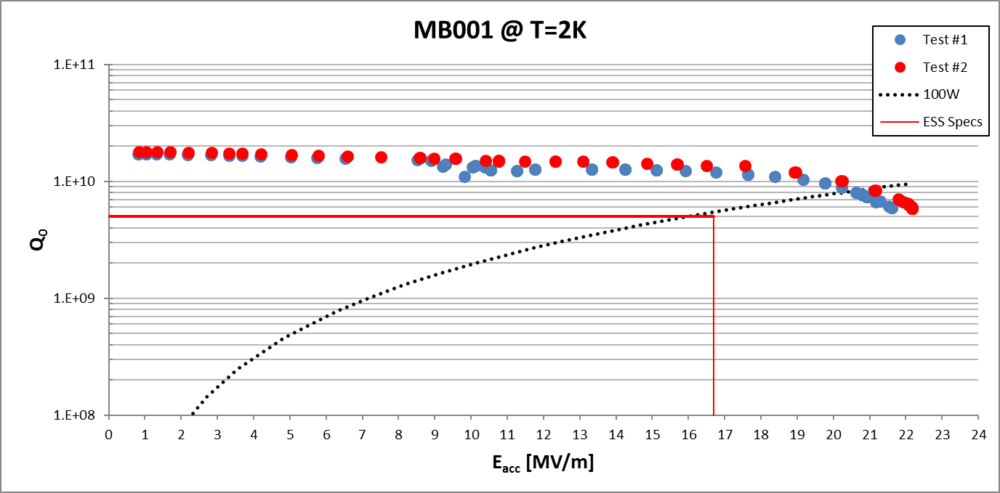 MB001 @ T=2K
Test #1
Test #2
100W
ESS Specs
1.E+11
1.E+10
1.E+09
1.E+08
Q0
0 1 2 3 4 5 6 7 8 9 10 11 12 13 14 15 16 17 18 19 20 21 22 23 24
Eacc [MV/m]